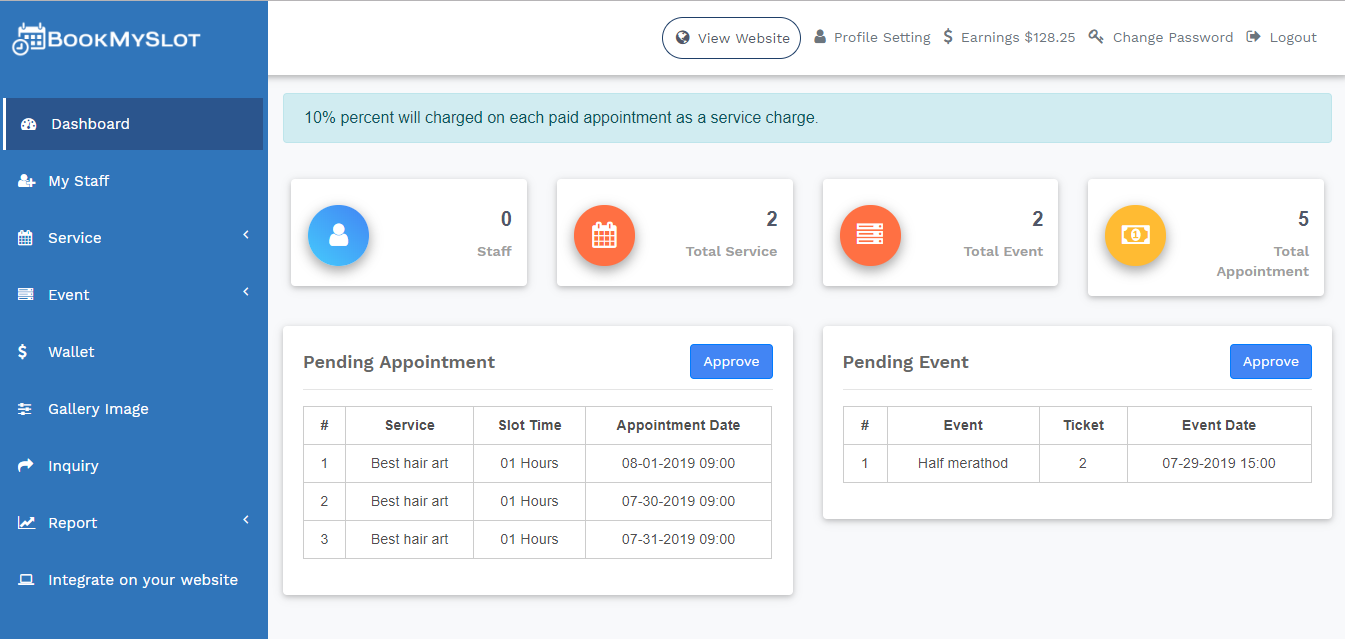 BookMySlot
View Website
Profile Setting
$ Earnings $128.25
Change Password
Logout
Dashboard
My Staff
Service
Event
$ Wallet
Gallery Image
Inquiry
Report
Integrate on your website
10% percent will charged on each paid appointment as a service charge.
0
Staff
2
Total Service
2
Total Event
1
5
Total
Appointment
Pending Appointment Approve
# Service Slot Time Appointment Date
1 Best hair art 01 Hours 08-01-2019 09:00
2 Best hair art 01 Hours 07-30-2019 09:00
3 Best hair art 01 Hours 07-31-2019 09:00
Pending Event Approve
# Event Ticket Event Date
1 Half merathod 2 07-29-2019 15:00